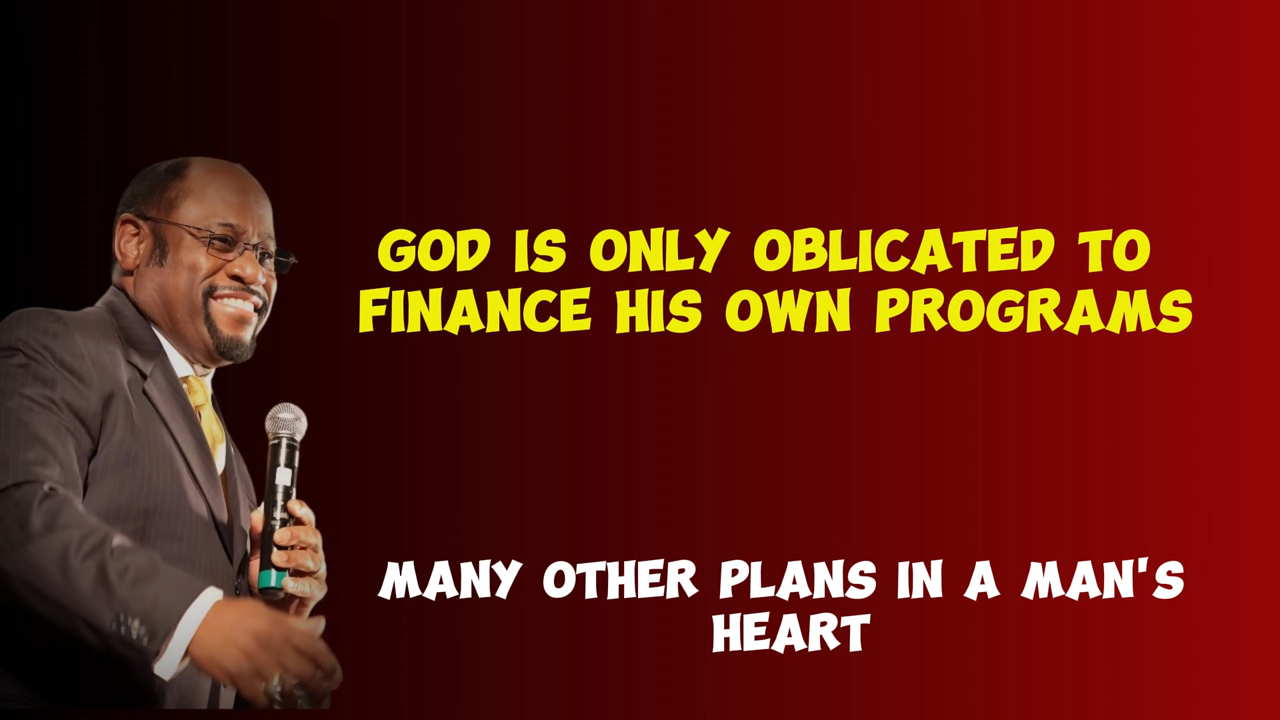 GOD IS ONLY OBLICATED TO
FINANCE HIS OWN PROGRAMS
MANY OTHER PLANS IN A MAN'S
HEART